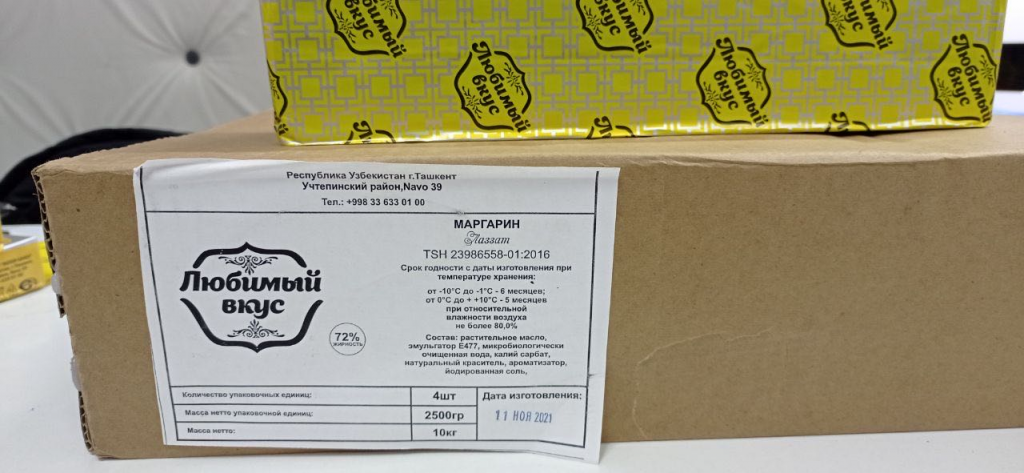 Любимый
вкус
Любимый
вкус
Любимый
вкус
Любимый
вкус
Республика Узбекистан г.Ташкент
Учтепинский район,Navo 39
Тел.: +998 33 633 01 00
Любимый
вкус
72%
ЖИРНОСТЬ
МАРГАРИН
Лаззат
TSH 23986558-01:2016
Срок годности с даты изготовления при
температуре хранения:
от -10°С до -1°С - 6 месяцев;
от 0°С до + +10°С - 5 месяцев
при относительной
влажности воздуха
не более 80,0%
Состав: растительное масло,
эмульгатор Е477, микробиологически
очищенная вода, калий сарбат,
натуральный краситель, ароматизатор,
йодированная соль,
Количество упаковочных единиц: 4шт
Масса нетто упаковочной единиц: 2500гр
Масса нетто: 10кг
Дата изготовления:
11 НОЯ 2021